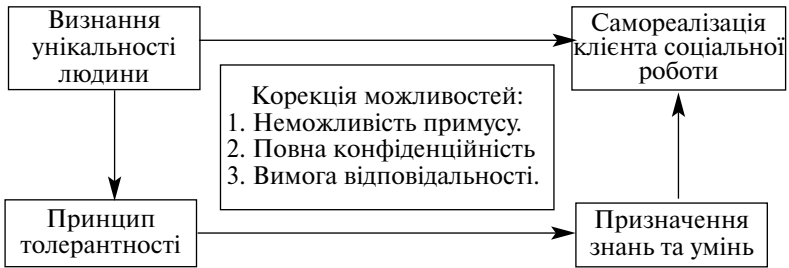 Визнання
унікальності
людини
Самореалізація
клієнта соціальної
роботи
Корекція можливостей:
1. Неможливість примусу.
2. Повна конфіденційність
3. Вимога відповідальності.
Принцип
толерантності
Призначення
знань та умінь